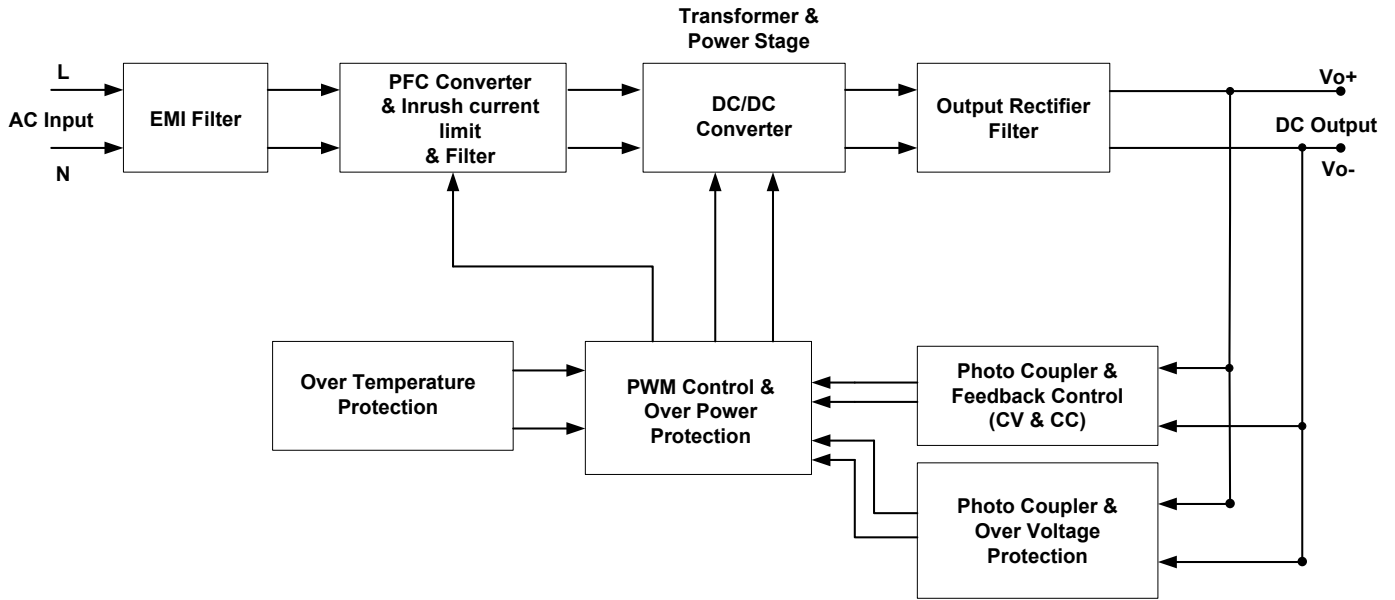 Transformer &
Power Stage
L
AC Input
N
EMI Filter
PFC Converter
& Inrush current
limit
& Filter
DC/DC
Converter
Output Rectifier
Filter
Vo+
DC Output
Vo-
Over Temperature
Protection
PWM Control &
Over Power
Protection
Photo Coupler &
Feedback Control
(CV & CC)
Photo Coupler &
Over Voltage
Protection